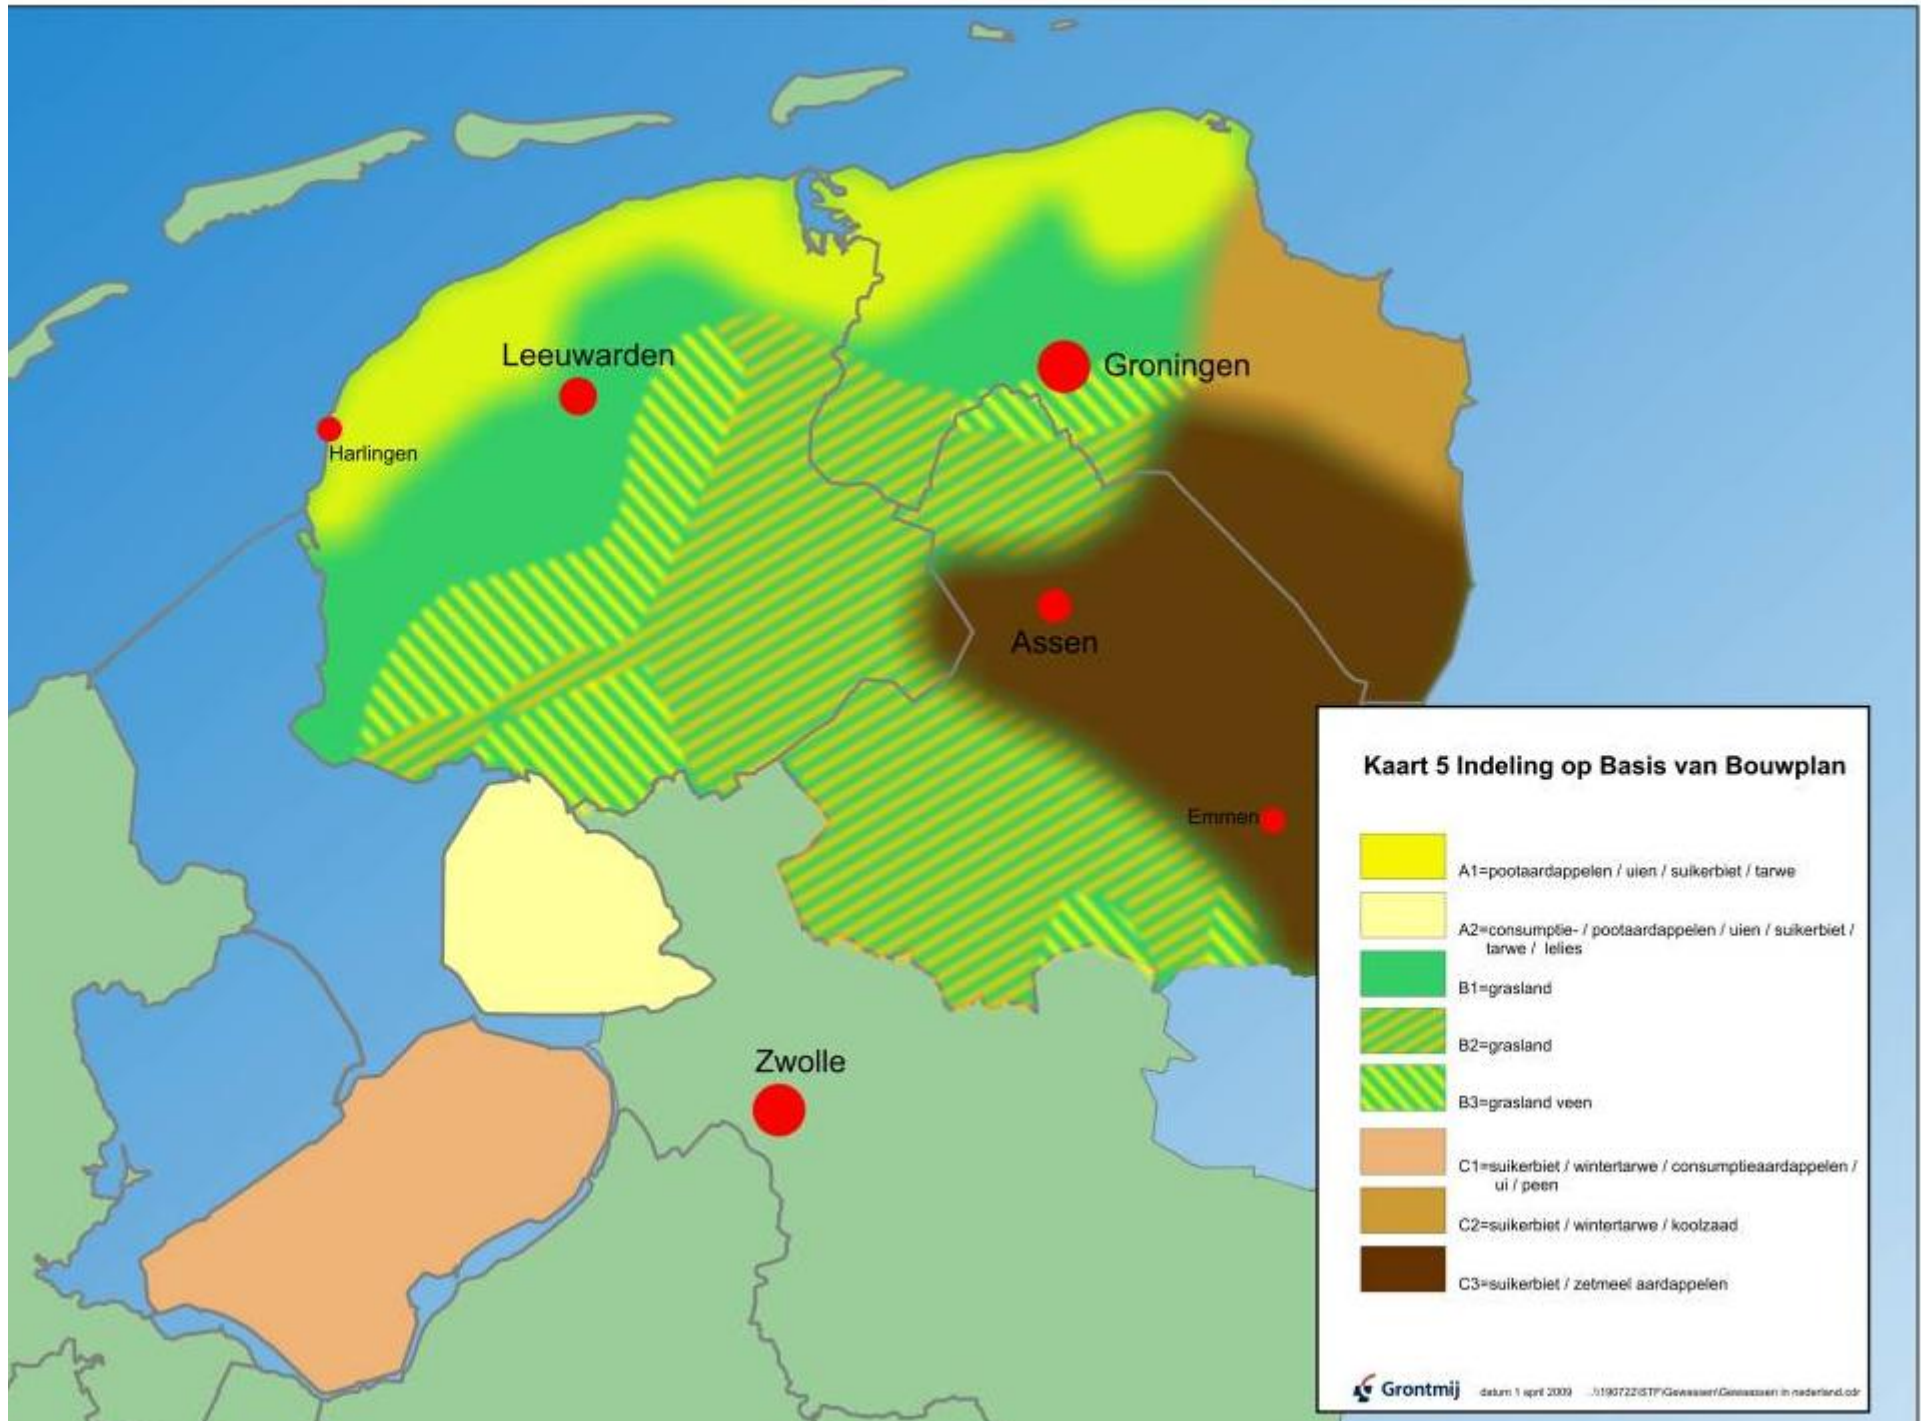 Leeuwarden
Groningen
Harlingen
Assen
Emmen
Zwolle
Kaart 5 Indeling op Basis van Bouwplan
A1=pootaardappelen / uien / suikerbiet / tarwe
A2=consumptie- / pootaardappelen / uien / suikerbiet /
tarwe / lelies
B1=grasland
B2=grasland
B3=grasland veen
C1=suikerbiet / wintertarwe / consumptieaardappelen /
ui / peen
C2=suikerbiet / wintertarwe / koolzaad
C3=suikerbiet / zetmeel aardappelen
Grontmij datum 1 april 2009